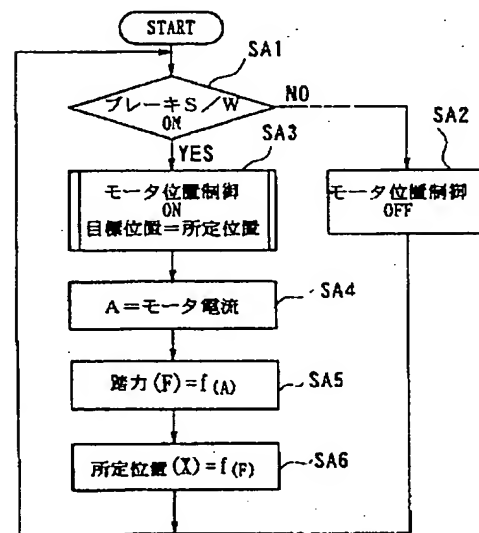 START
SA1
ブレーキS/W
ON
NO
YES
SA3
SA2
モータ位置制御
ON
目標位置=所定位置
モータ位置制御
OFF
A=モータ電流
SA4
踏力(F)=f(A)
SA5
所定位置(X)=f(F)
SA6